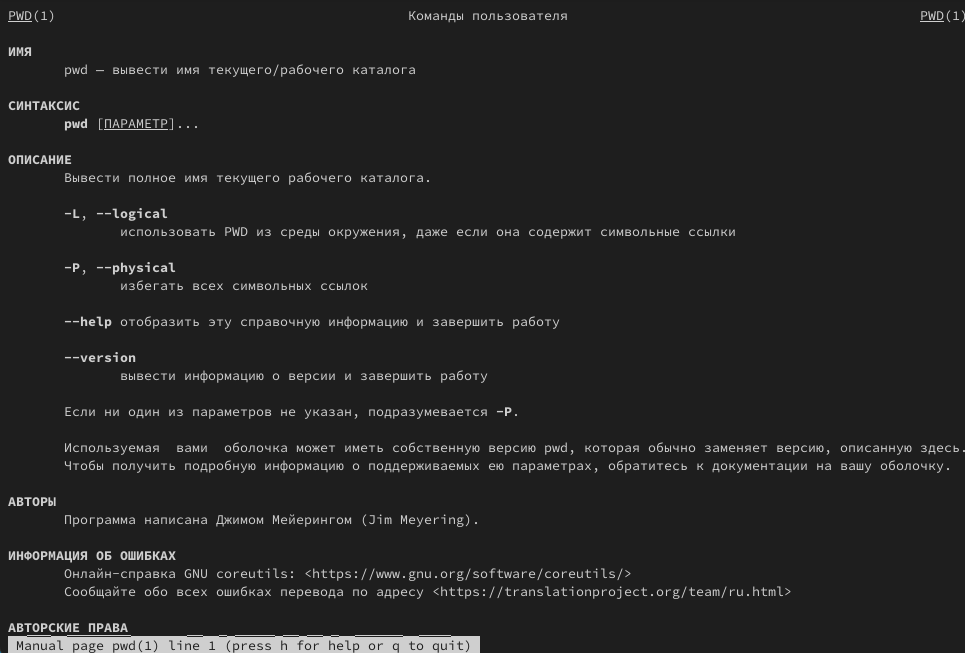 PWD(1) Команды пользователя PWD(1)
ИМЯ
pwd — вывести имя текущего/рабочего каталога
СИНТАКСИС
pwd [ПАРАМЕТР]...
ОПИСАНИЕ
Вывести полное имя текущего рабочего каталога.
-L, --logical
использовать PWD из среды окружения, даже если она содержит символьные ссылки
-P, --physical
избегать всех символьных ссылок
--help отобразить эту справочную информацию и завершить работу
--version
вывести информацию о версии и завершить работу
Если ни один из параметров не указан, подразумевается -P.
Используемая вами оболочка может иметь собственную версию pwd, которая обычно заменяет версию, описанную здесь.
Чтобы получить подробную информацию о поддерживаемых ею параметрах, обратитесь к документации на вашу оболочку.
АВТОРЫ
Программа написана Джимом Мейерингом (Jim Meyering).
ИНФОРМАЦИЯ ОБ ОШИБКАХ
Онлайн-справка GNU coreutils: <https://www.gnu.org/software/coreutils/>
Сообщайте обо всех ошибках перевода по адресу <https://translationproject.org/team/ru.html>
АВТОРСКИЕ ПРАВА
Manual page pwd(1) line 1 (press h for help or q to quit)